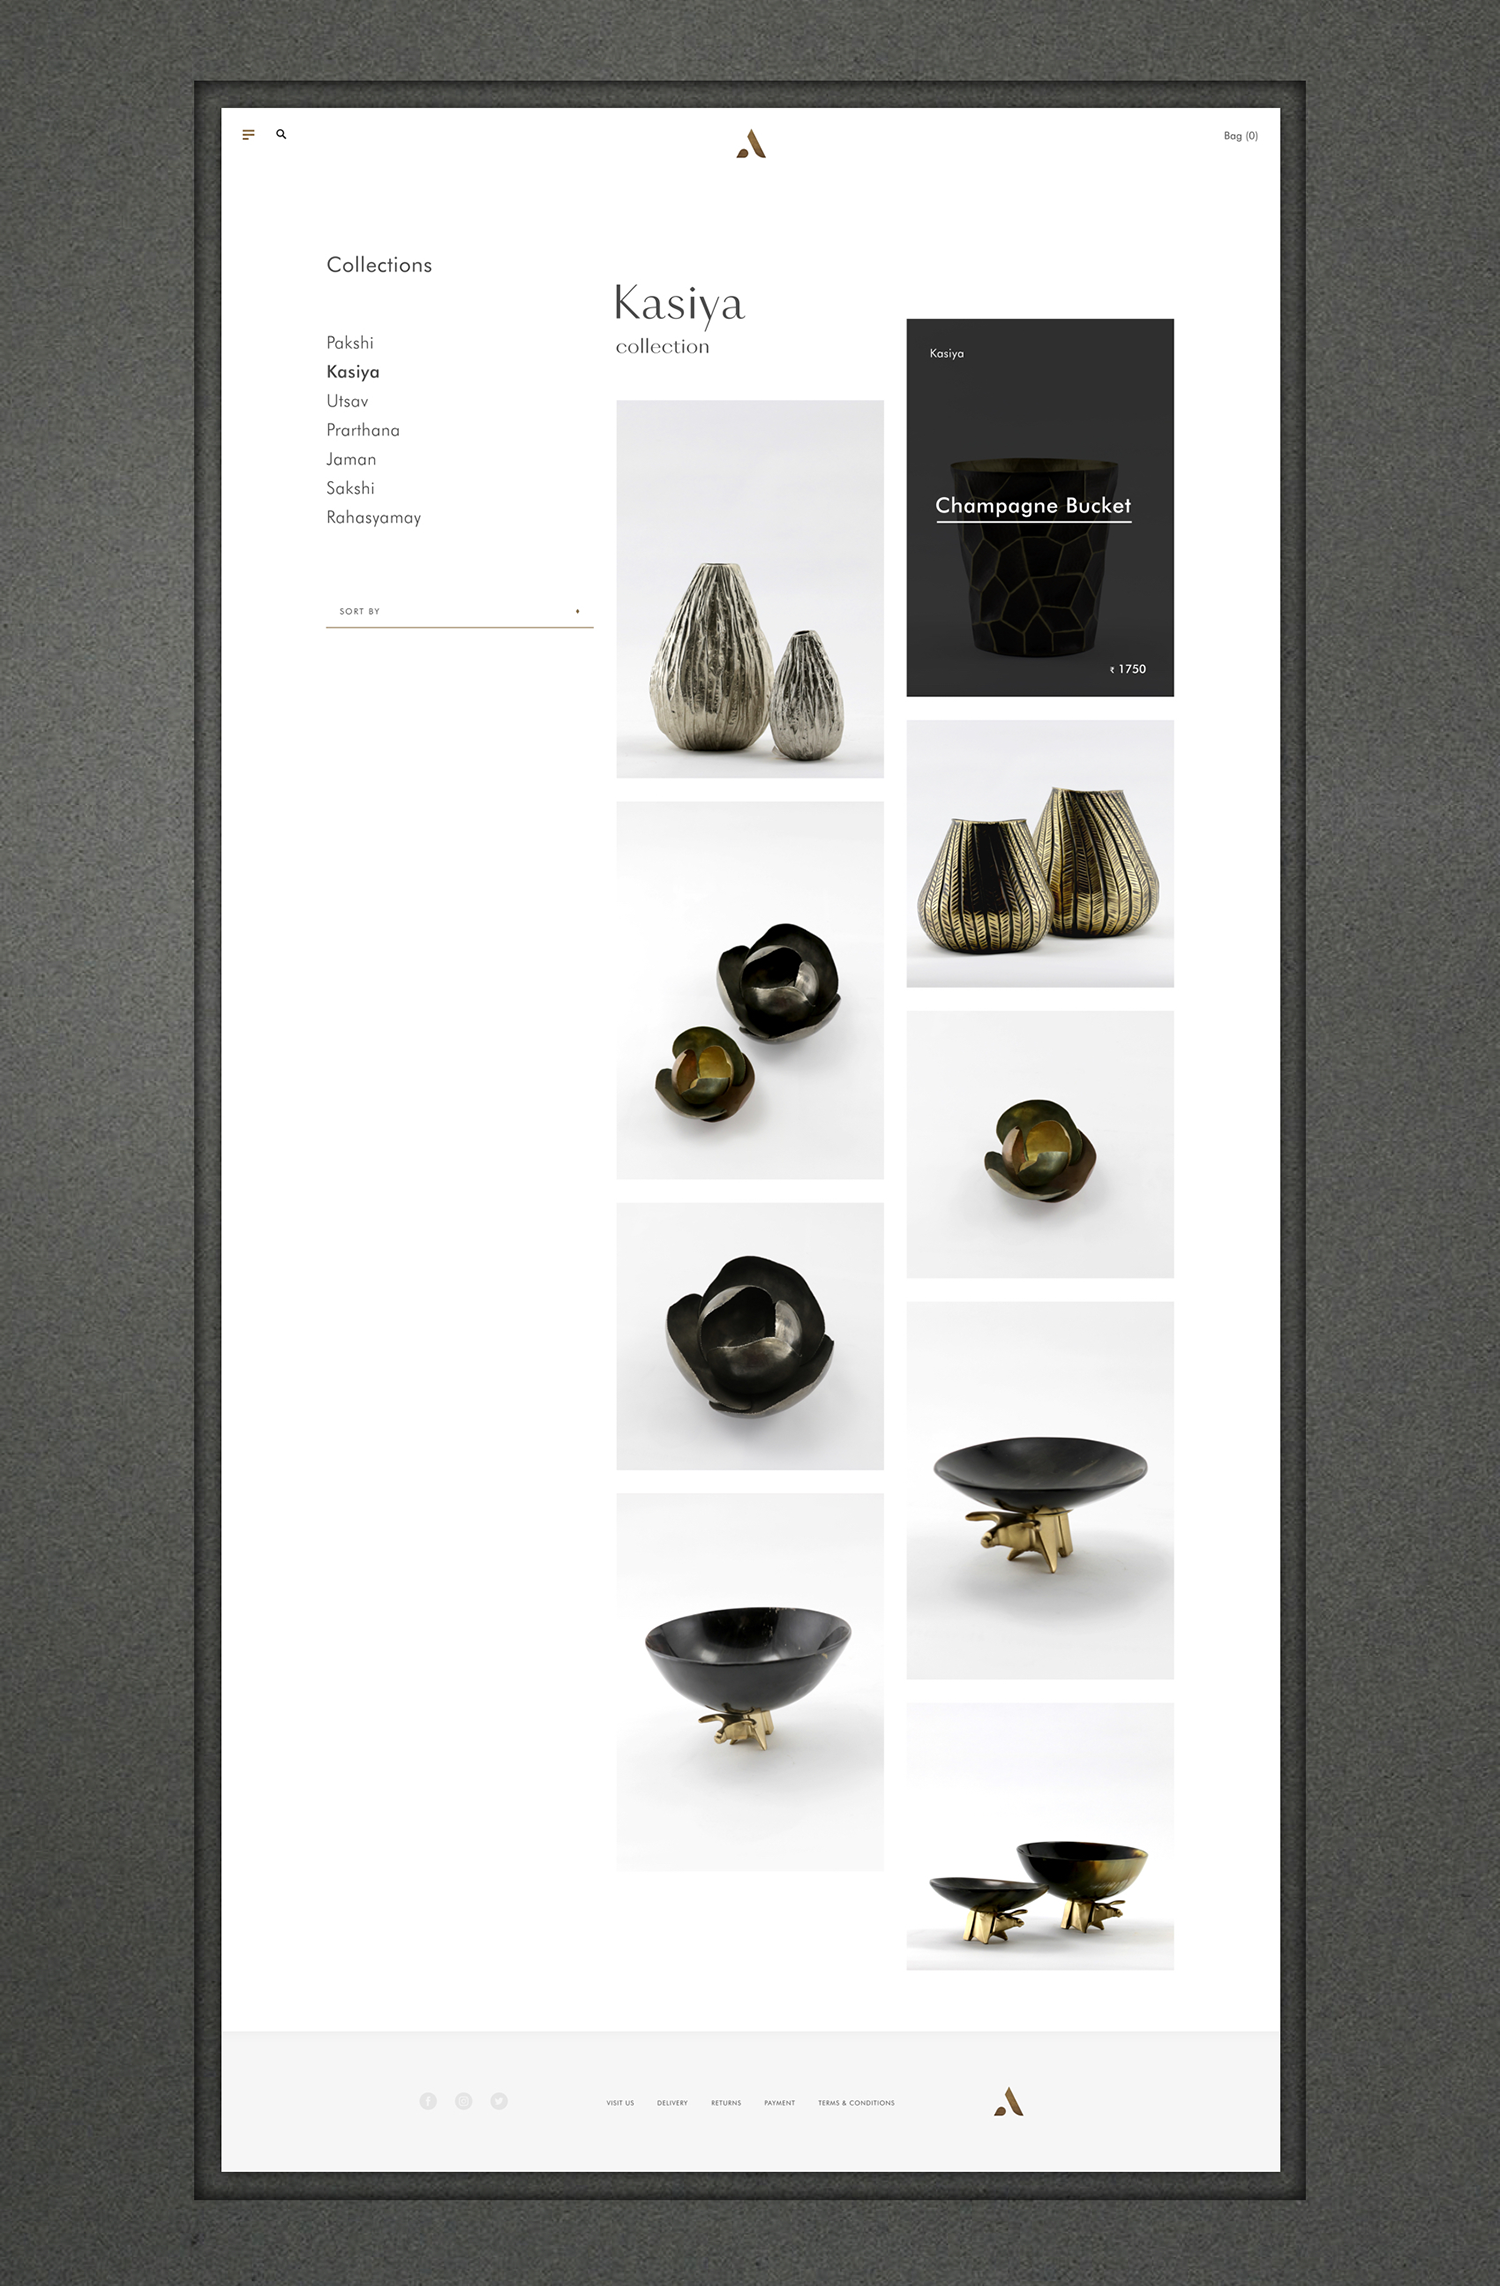 Bag (0)
Collections
Pakshi
Kasiya
Utsav
Prarthana
Jaman
Sakshi
Rahasyamay
SORT BY
Kasiya
collection
Kasiya
Champagne Bucket
₹ 1750
VISIT US
DELIVERY
RETURNS
PAYMENT
TERMS & CONDITIONS